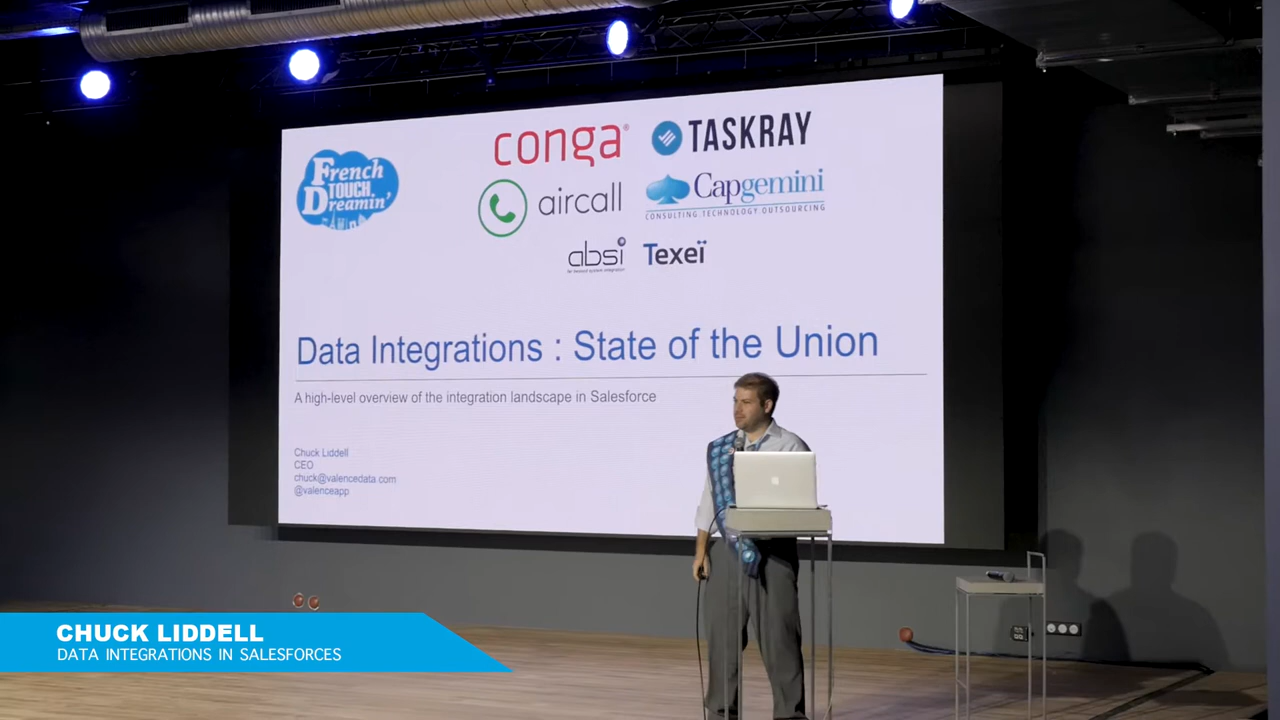 French
TOUCH
Dreamin'
conga®
TASKRAY
aircall
Capgemini
CONSULTING.TECHNOLOGY.OUTSOURCING
absi
Texeï
Data Integrations : State of the Union
A high-level overview of the integration landscape in Salesforce
Chuck Liddell
CEO
chuck@valencedata.com
@valenceapp
CHUCK LIDDELL
DATA INTEGRATIONS IN SALESFORCES